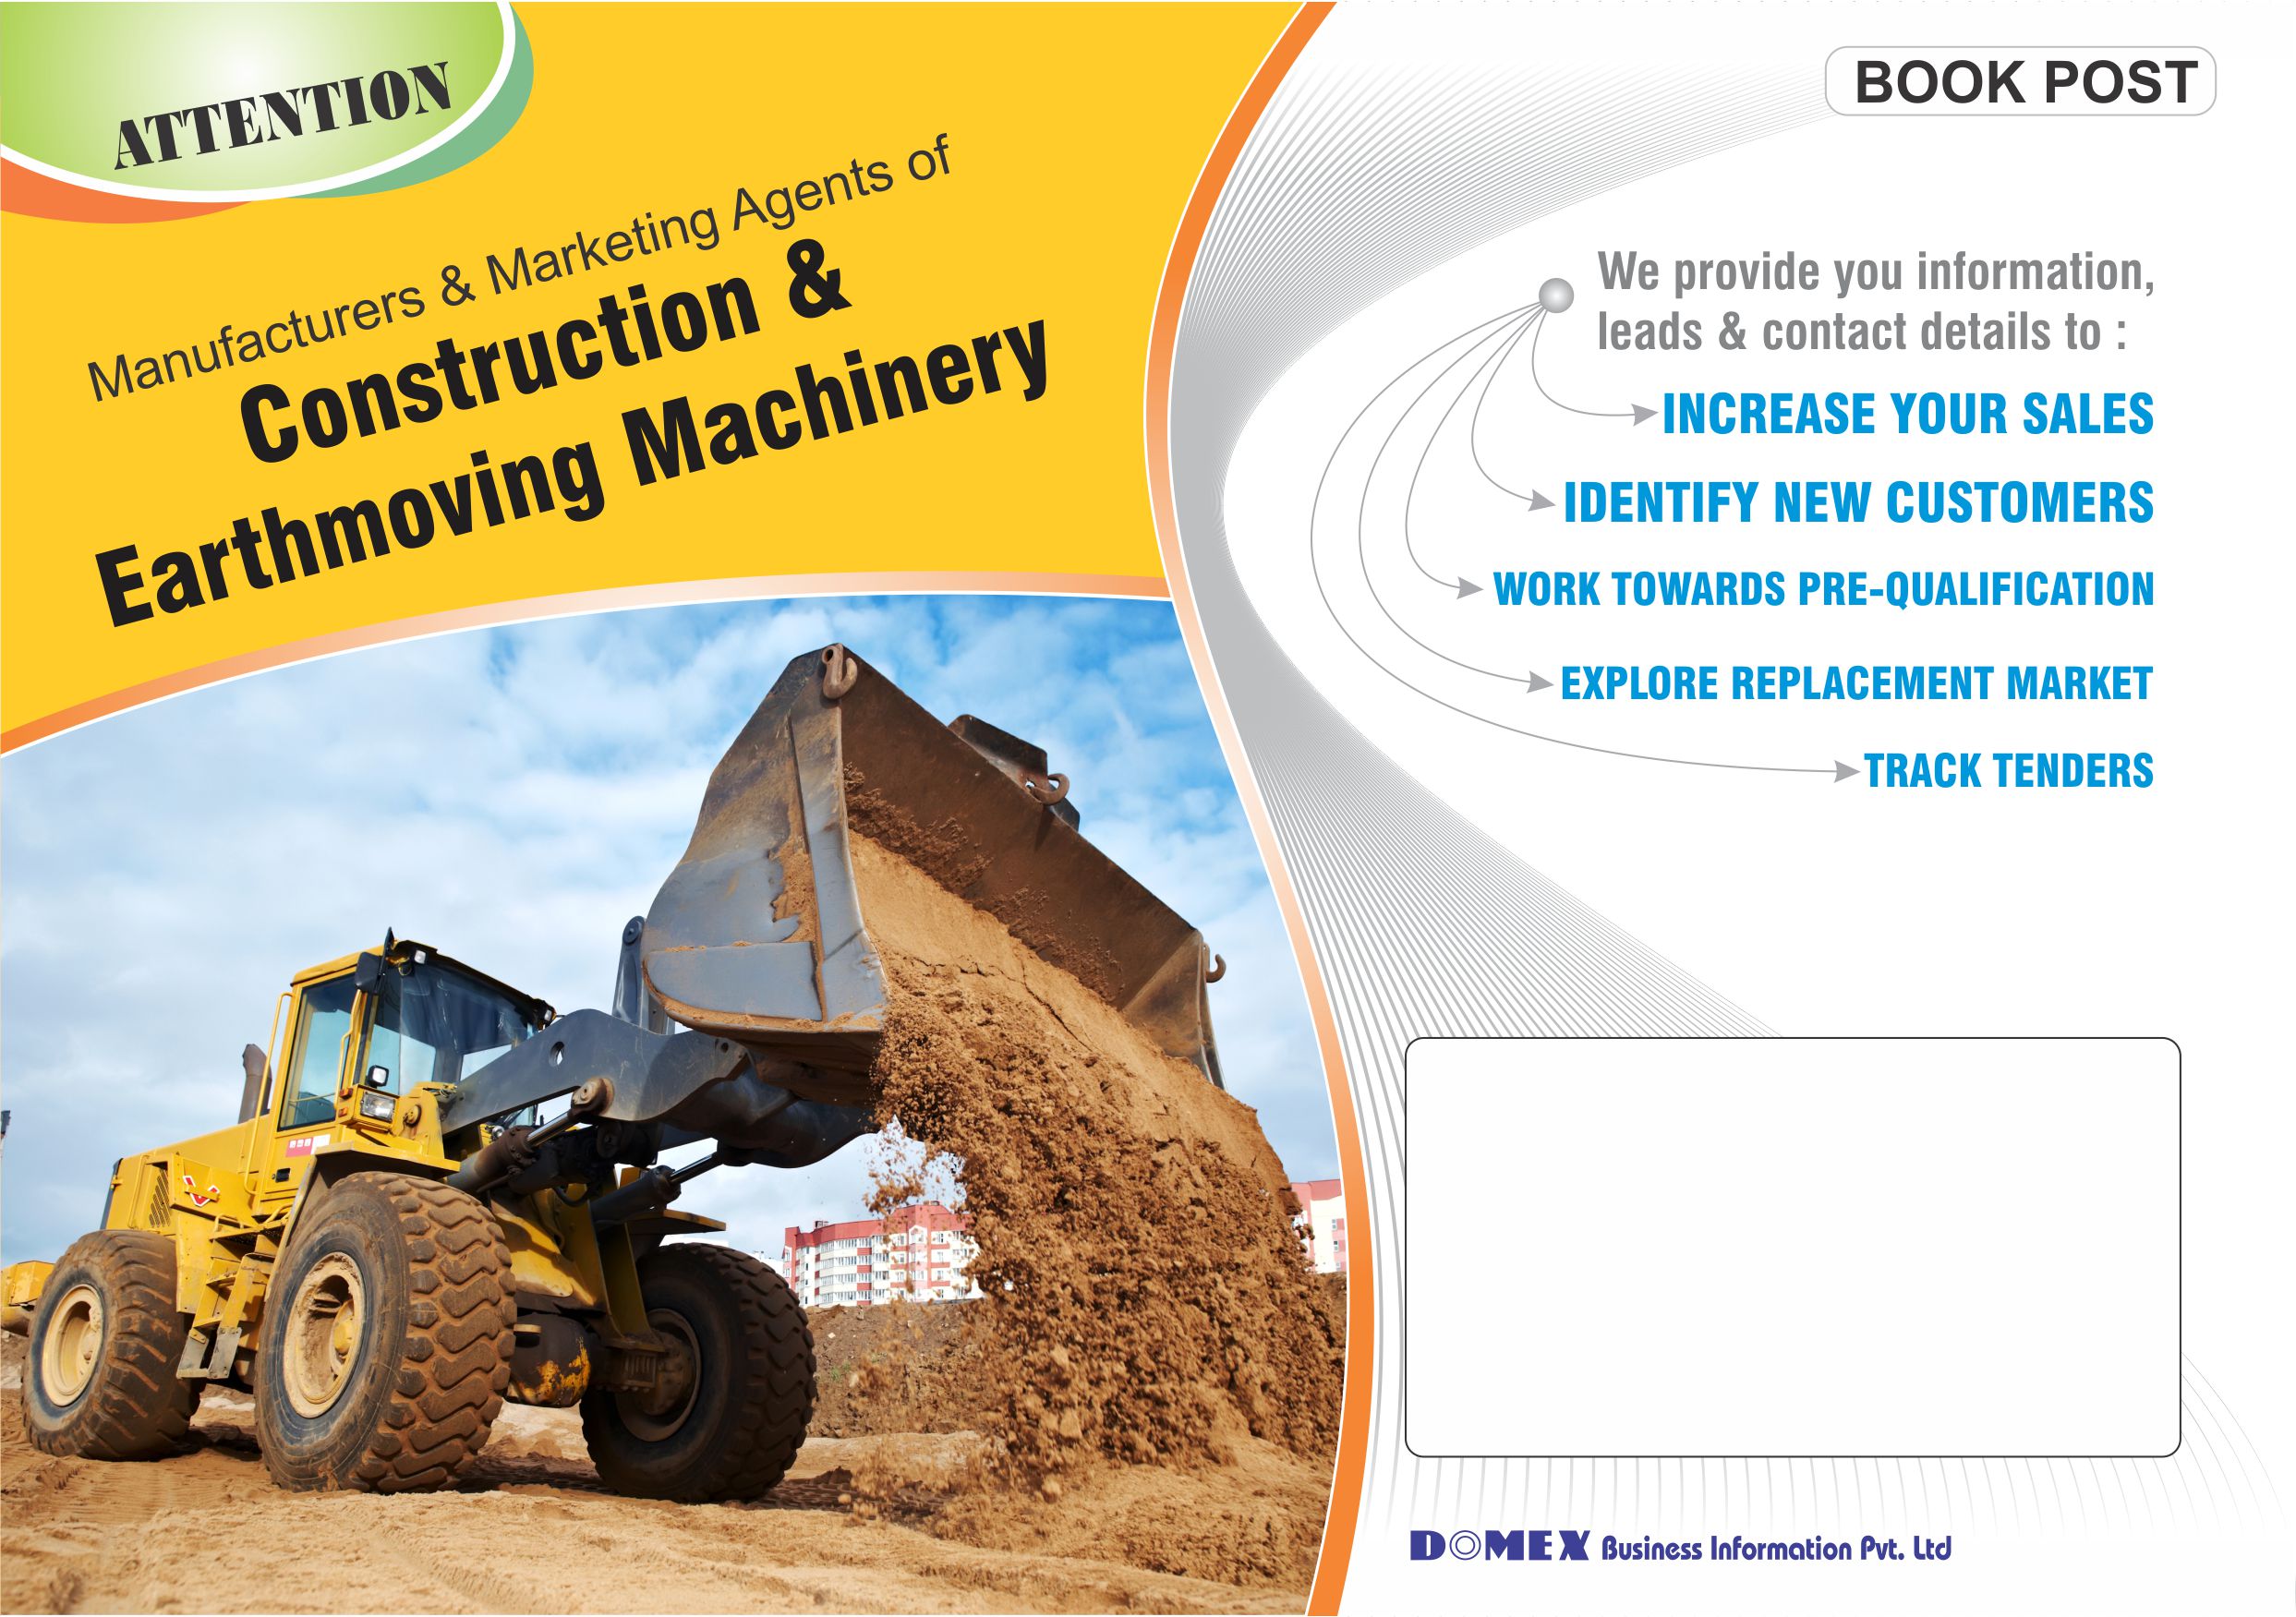 ATTENTION
Manufacturers & Marketing Agents of
Construction &
Earthmoving Machinery
BOOK POST
We provide you information,
leads & contact details to :
INCREASE YOUR SALES
IDENTIFY NEW CUSTOMERS
WORK TOWARDS PRE-QUALIFICATION
EXPLORE REPLACEMENT MARKET
TRACK TENDERS
DOMEX Business Information Pvt. Ltd